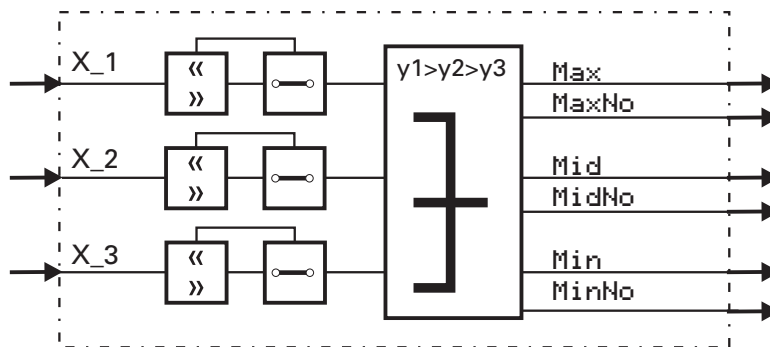 X_1
«
»
y1>y2>y3
Max
MaxNo
X_2
«
»
Mid
MidNo
X_3
«
»
Min
MinNo